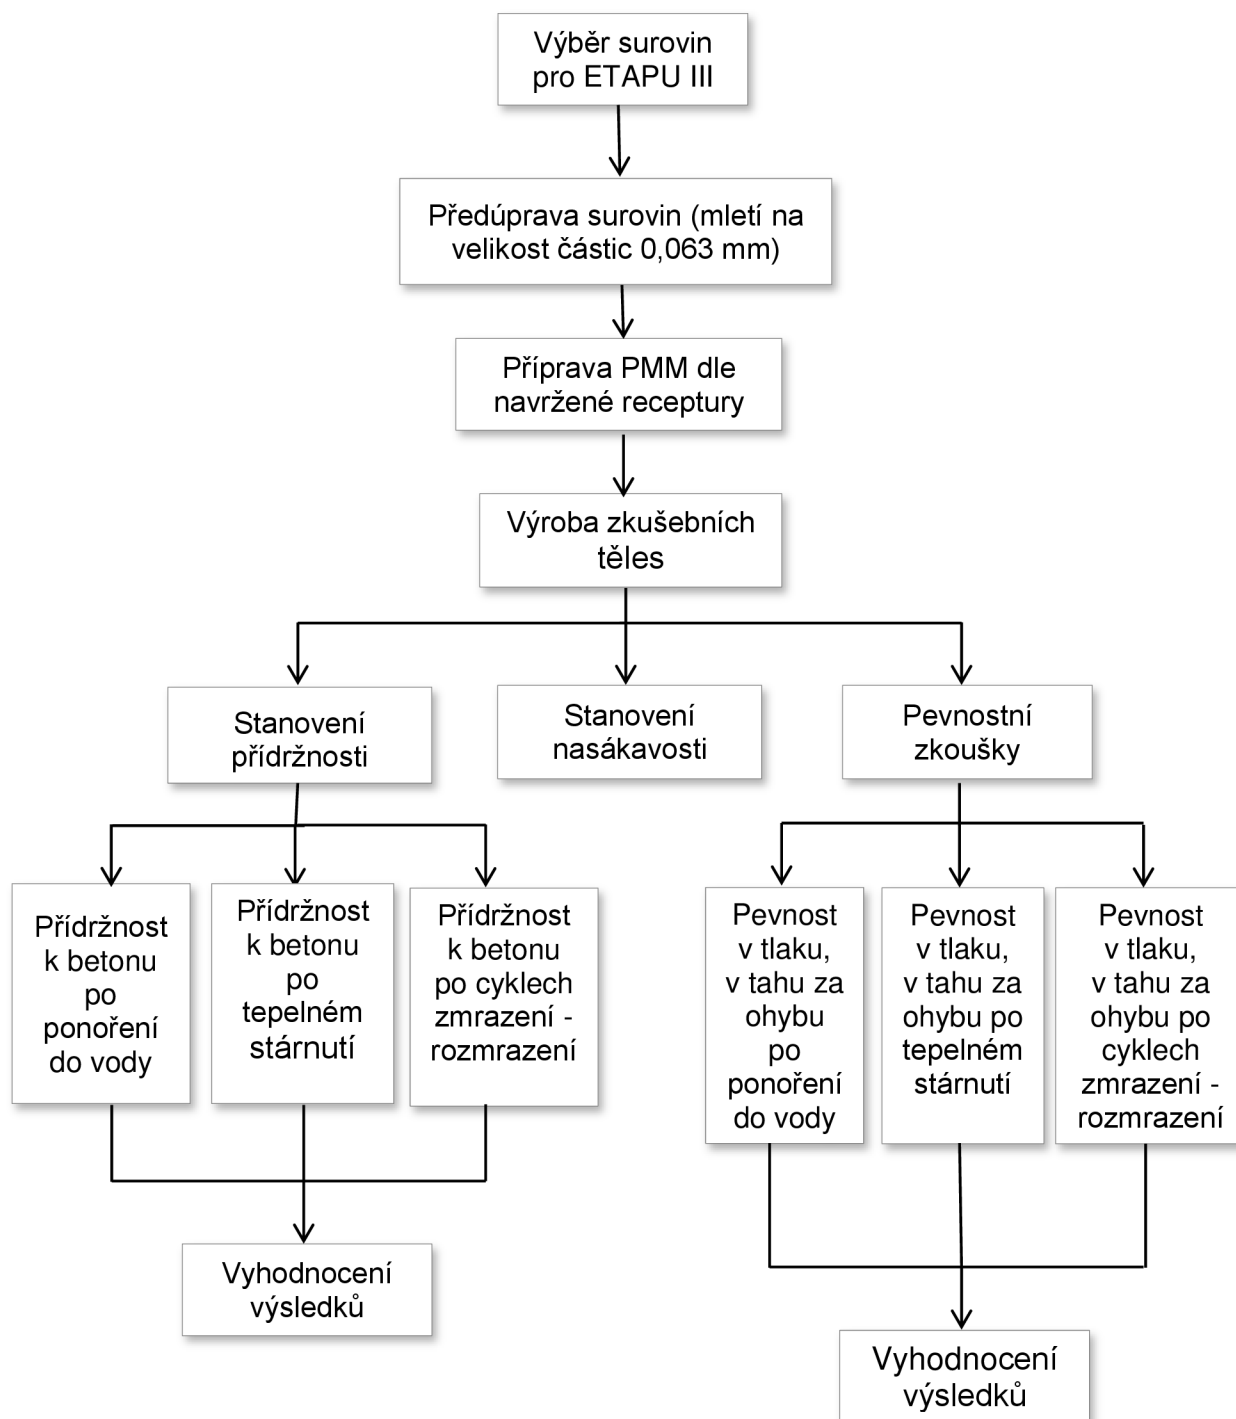 Výběr surovin
pro ETAPU III
Předúprava surovin (mletí na
velikost částic 0,063 mm)
Příprava PMM dle
navržené receptury
Výroba zkušebních
těles
Stanovení
přídržnosti
Stanovení
nasákavosti
Pevnostní
zkoušky
Přídržnost
k betonu
po
ponoření
do vody
Přídržnost
k betonu
po
tepelném
stárnutí
Přídržnost
k betonu
po cyklech
zmrazení -
rozmrazení
Pevnost
v tlaku,
v tahu za
ohybu
po
ponoření
do vody
Pevnost
v tlaku,
v tahu za
ohybu po
tepelném
stárnutí
Pevnost
v tlaku,
v tahu za
ohybu po
cyklech
zmrazení -
rozmrazení
Vyhodnocení
výsledků
Vyhodnocení
výsledků